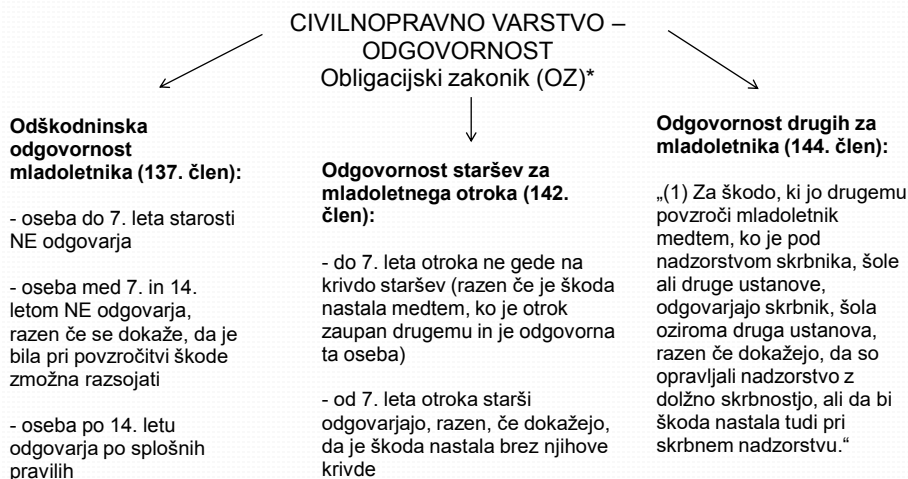 CIVILNOPRAVNO VARSTVO –
ODGOVORNOST
Obligacijski zakonik (OZ)*
Odškodninska
odgovornost
mladoletnika (137. člen):
- oseba do 7. leta starosti
NE odgovarja
- oseba med 7. in 14.
letom NE odgovarja,
razen če se dokaže, da je
bila pri povzročitvi škode
zmožna razsojati
- oseba po 14. letu
odgovarja po splošnih
pravilih
Odgovornost staršev za
mladoletnega otroka (142.
člen):
- do 7. leta otroka ne gede na
krivdo staršev (razen če je škoda
nastala medtem, ko je otrok
zaupan drugemu in je odgovorna
ta oseba)
- od 7. leta otroka starši
odgovarjajo, razen, če dokažejo,
da je škoda nastala brez njihove
krivde
Odgovornost drugih za
mladoletnika (144. člen):
„(1) Za škodo, ki jo drugemu
povzroči mladoletnik
medtem, ko je pod
nadzorstvom skrbnika, šole
ali druge ustanove,
odgovarjajo skrbnik, šola
oziroma druga ustanova,
razen če dokažejo, da so
opravljali nadzorstvo z
dolžno skrbnostjo, ali da bi
škoda nastala tudi pri
skrbnem nadzorstvu.“